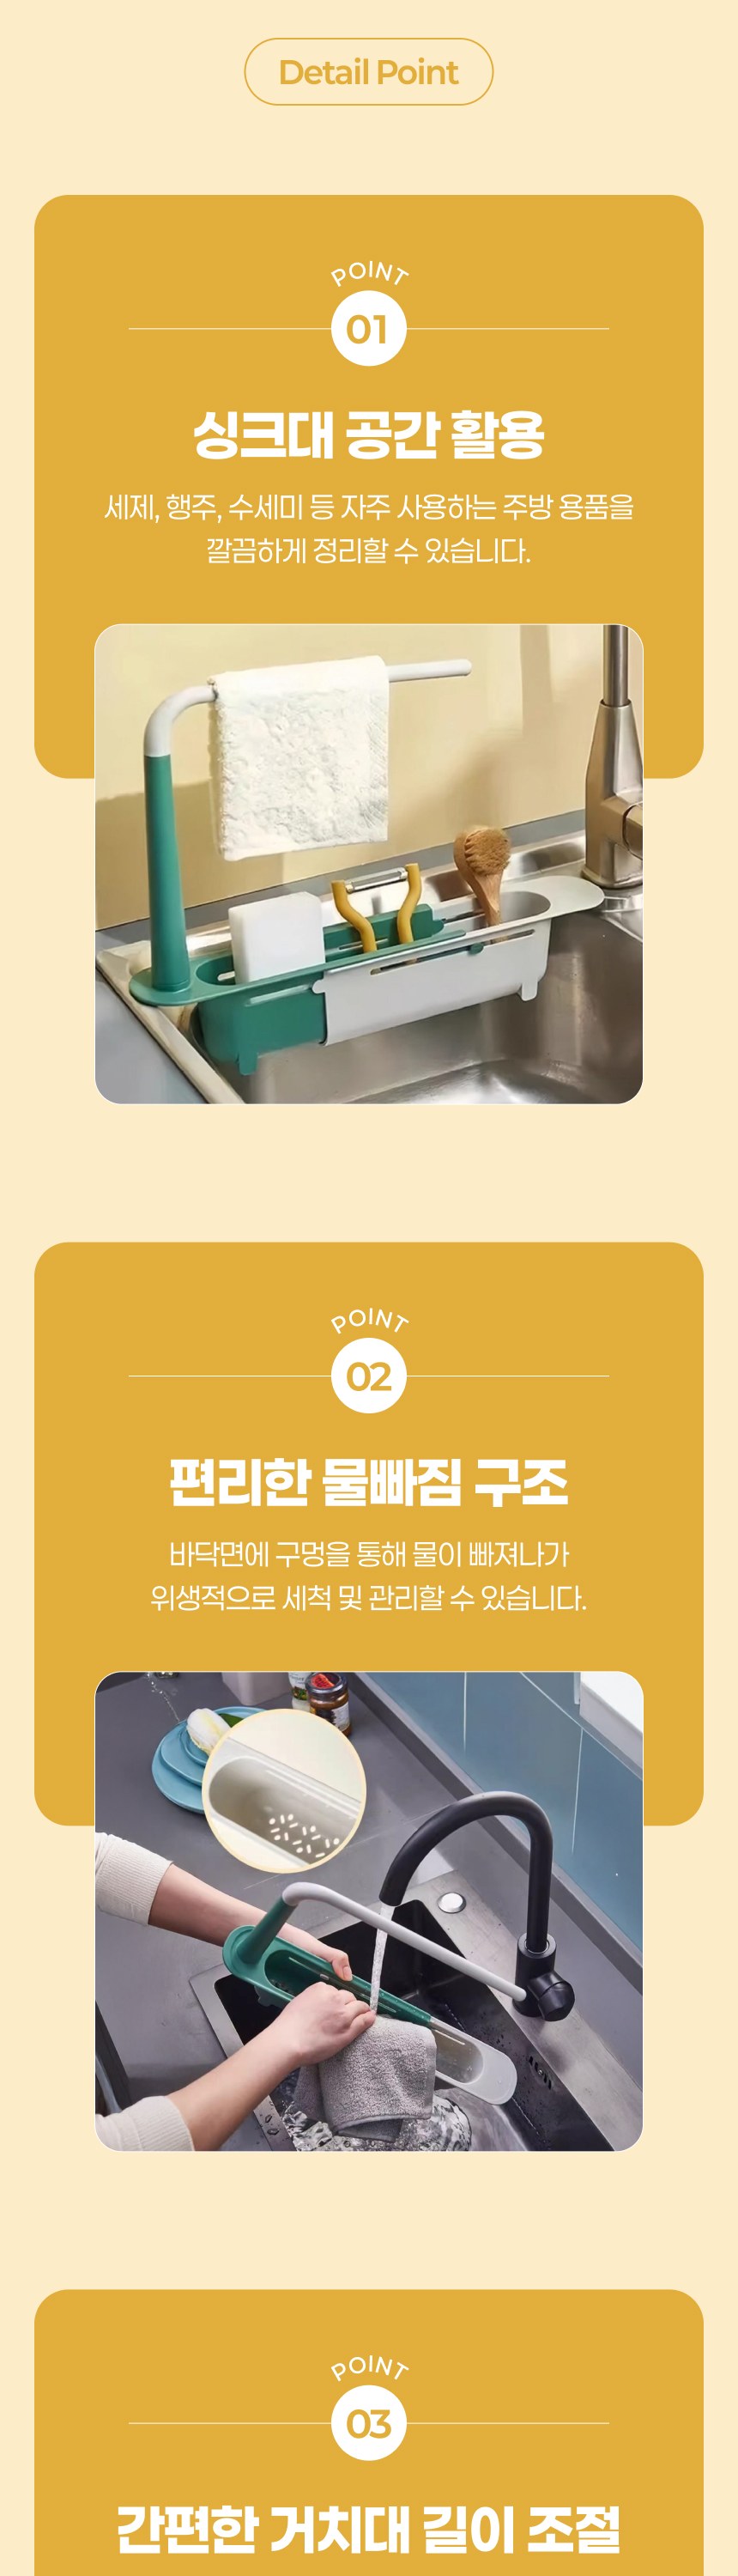 Detail Point
POINT
01
싱크대 공간 활용
세제, 행주, 수세미 등 자주 사용하는 주방 용품을
깔끔하게 정리할 수 있습니다.
POINT
02
편리한 물빠짐 구조
바닥면에 구멍을 통해 물이 빠져나가
위생적으로 세척 및 관리할 수 있습니다.
POINT
03
간편한 거치대 길이 조절